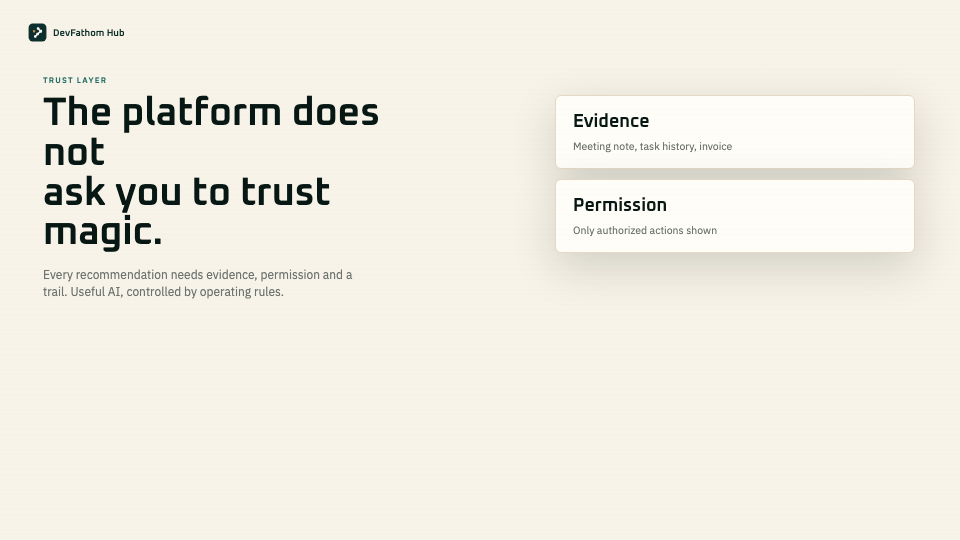 DevFathom Hub
TRUST LAYER
The platform does
not
ask you to trust
magic.
Every recommendation needs evidence, permission and a
trail. Useful AI, controlled by operating rules.
Evidence
Meeting note, task history, invoice
Permission
Only authorized actions shown